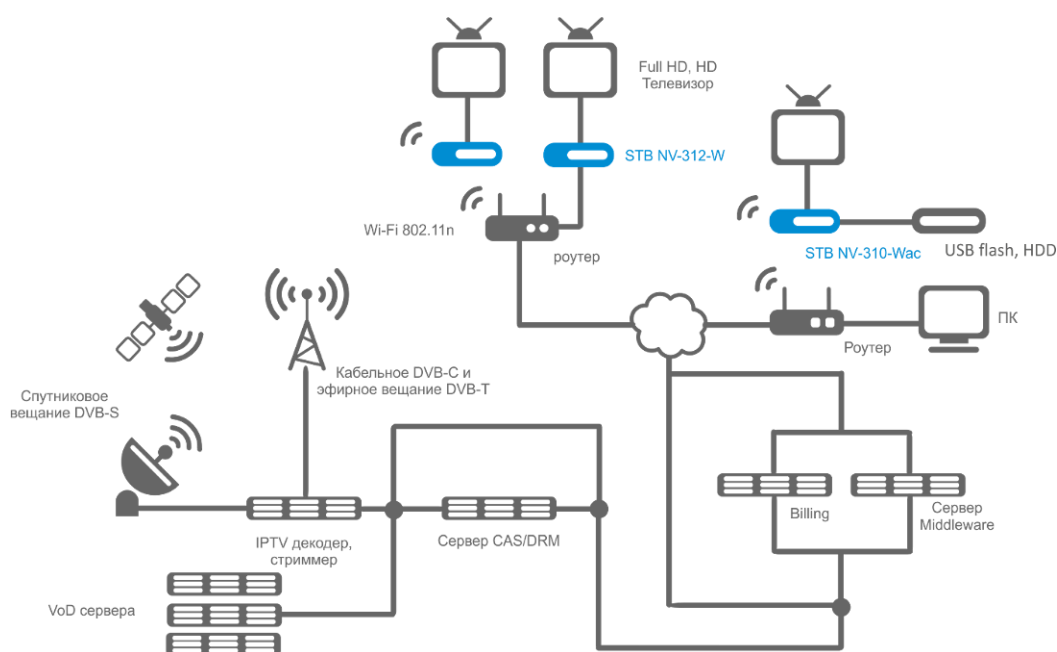 Full HD, HD
Телевизор
STB NV-312-W
Wi-Fi 802.11n
роутер
STB NV-310-Wac
USB flash, HDD
ПК
Роутер
Спутниковое
вещание DVB-S
Кабельное DVB-C и
эфирное вещание DVB-T
IPTV декодер,
стриммер
Сервер CAS/DRM
Billing
Сервер
Middleware
VoD сервера